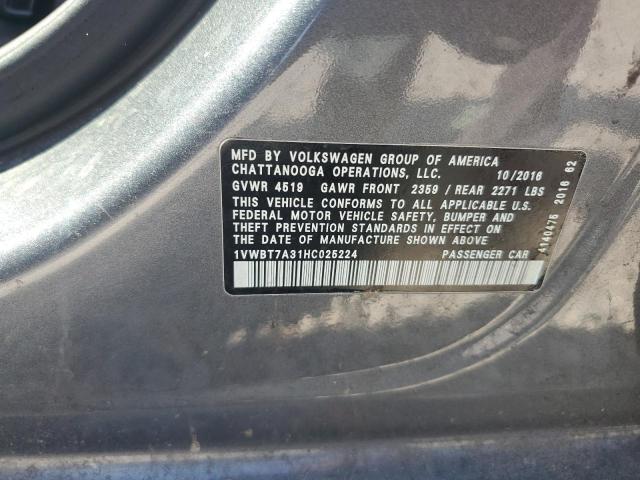 MFD BY VOLKSWAGEN GROUP OF AMERICA
CHATTANOOGA OPERATIONS, LLC. 10/2016
GVWR 4519 GAWR FRONT 2359 / REAR 2271 LBS
THIS VEHICLE CONFORMS TO ALL APPLICABLE U.S.
FEDERAL MOTOR VEHICLE SAFETY, BUMPER AND
THEFT PREVENTION STANDARDS IN EFFECT ON
THE DATE OF MANUFACTURE SHOWN ABOVE.
1VWBT7A31HC025224 PASSENGER CAR
4140475 2016 62